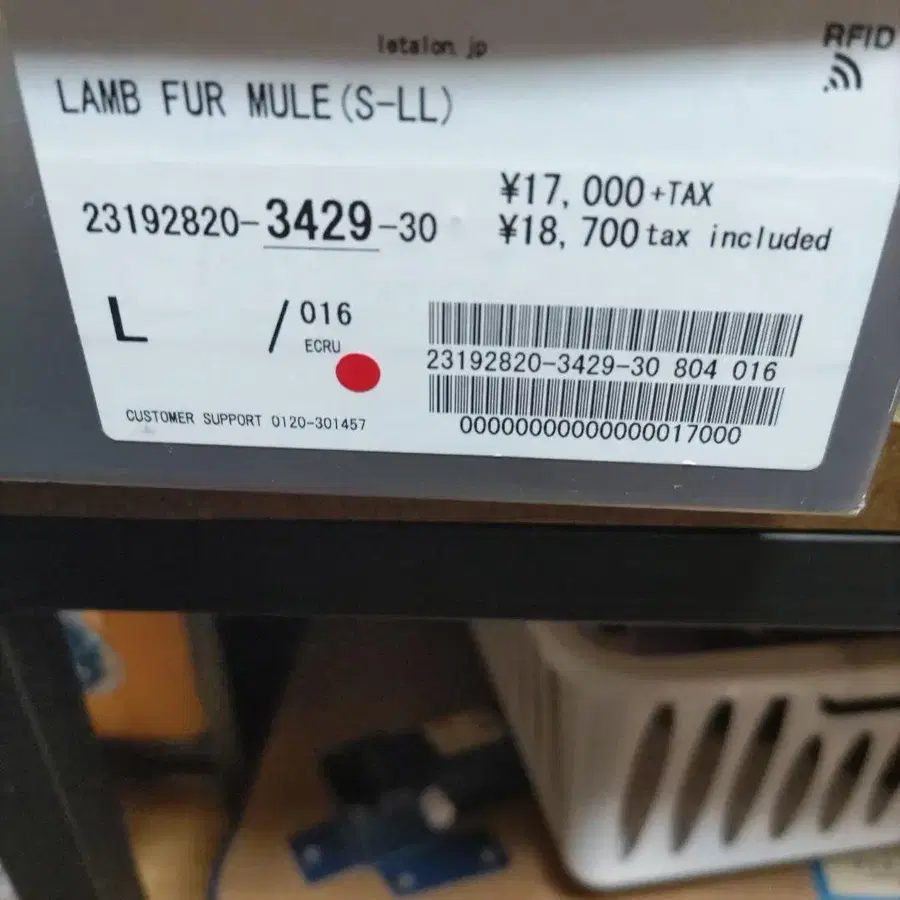 letalon.jp
RFID
LAMB FUR MULE(S-LL)
23192820-3429-30
¥17,000+TAX
¥18,700 tax included
L / 016
ECRU
23192820-3429-30 804 016
00000000000000017000
CUSTOMER SUPPORT 0120-301457